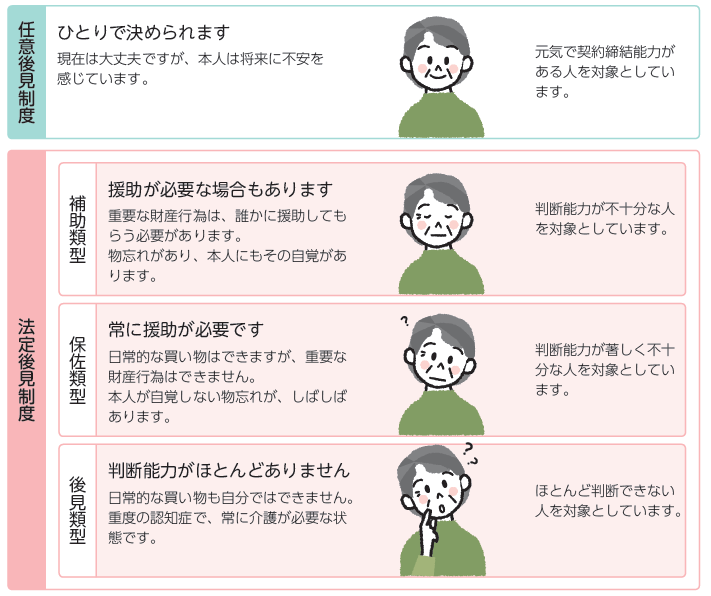 任意後見制度
ひとりで決められます
現在は大丈夫ですが、本人は将来に不安を
感じています。
元気で契約締結能力が
ある人を対象としてい
ます。
法定後見制度
補助類型
援助が必要な場合もあります
重要な財産行為は、誰かに援助しても
らう必要があります。
物忘れがあり、本人にもその自覚があ
ります。
判断能力が不十分な人
を対象としています。
保佐類型
常に援助が必要です
日常的な買い物はできますが、重要な
財産行為はできません。
本人が自覚しない物忘れが、しばしば
あります。
?
判断能力が著しく不十
分な人を対象としてい
ます。
後見類型
判断能力がほとんどありません
日常的な買い物も自分ではできません。
重度の認知症で、常に介護が必要な状
態です。
???
ほとんど判断できない
人を対象としています。